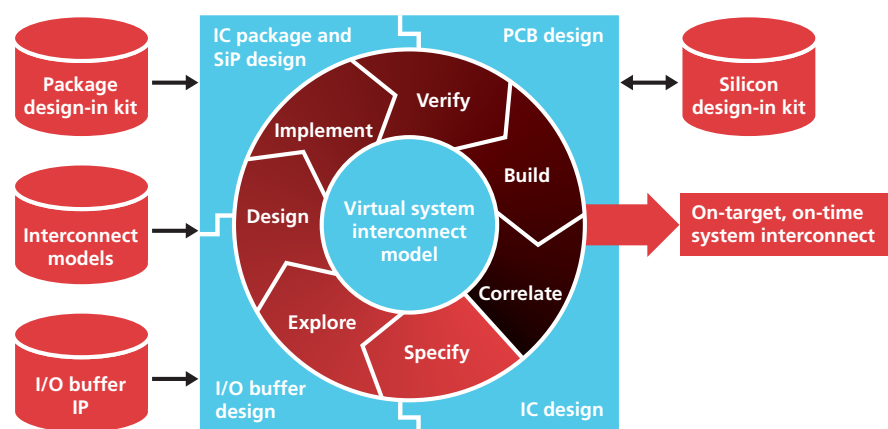 IC package and
SiP design
PCB design
Package
design-in kit
Silicon
design-in kit
Verify
Implement
Build
Design
Virtual system
interconnect
model
Interconnect
models
On-target, on-time
system interconnect
Correlate
Explore
Specify
I/O buffer
IP
I/O buffer
design
IC design